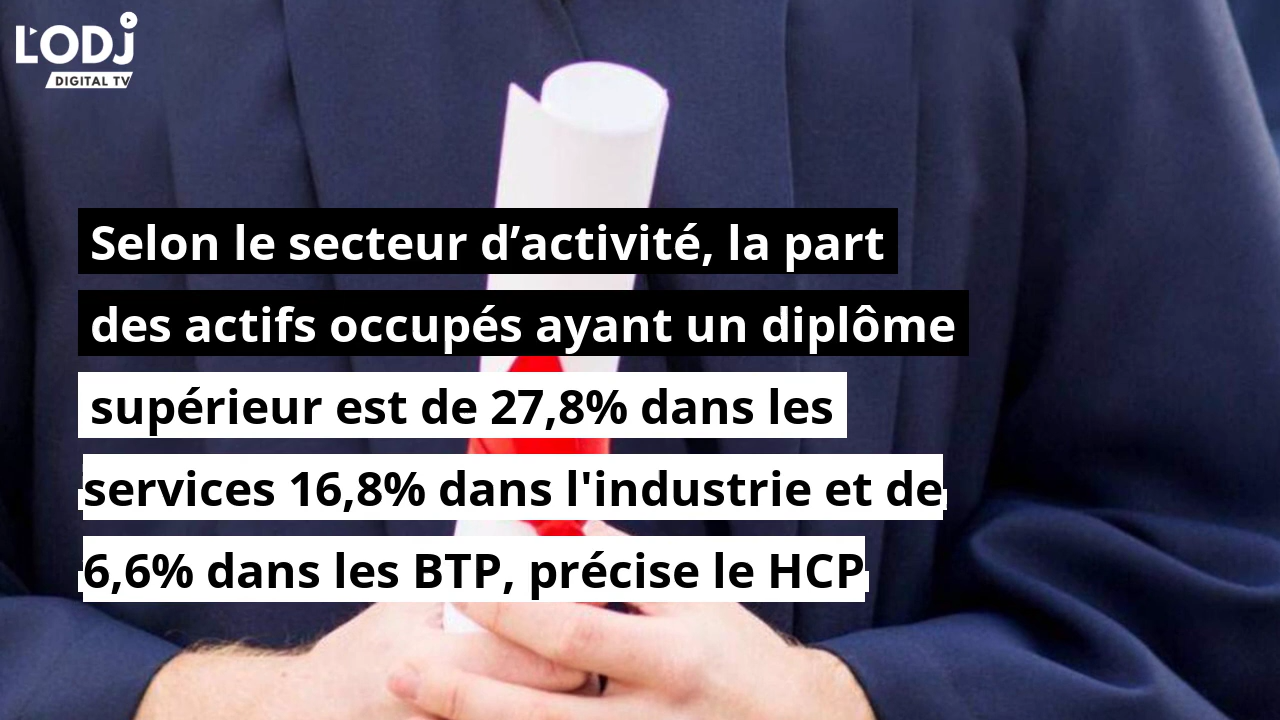 L'ODJ
DIGITAL TV
Selon le secteur d’activité, la part
des actifs occupés ayant un diplôme
supérieur est de 27,8% dans les
services 16,8% dans l'industrie et de
6,6% dans les BTP, précise le HCP